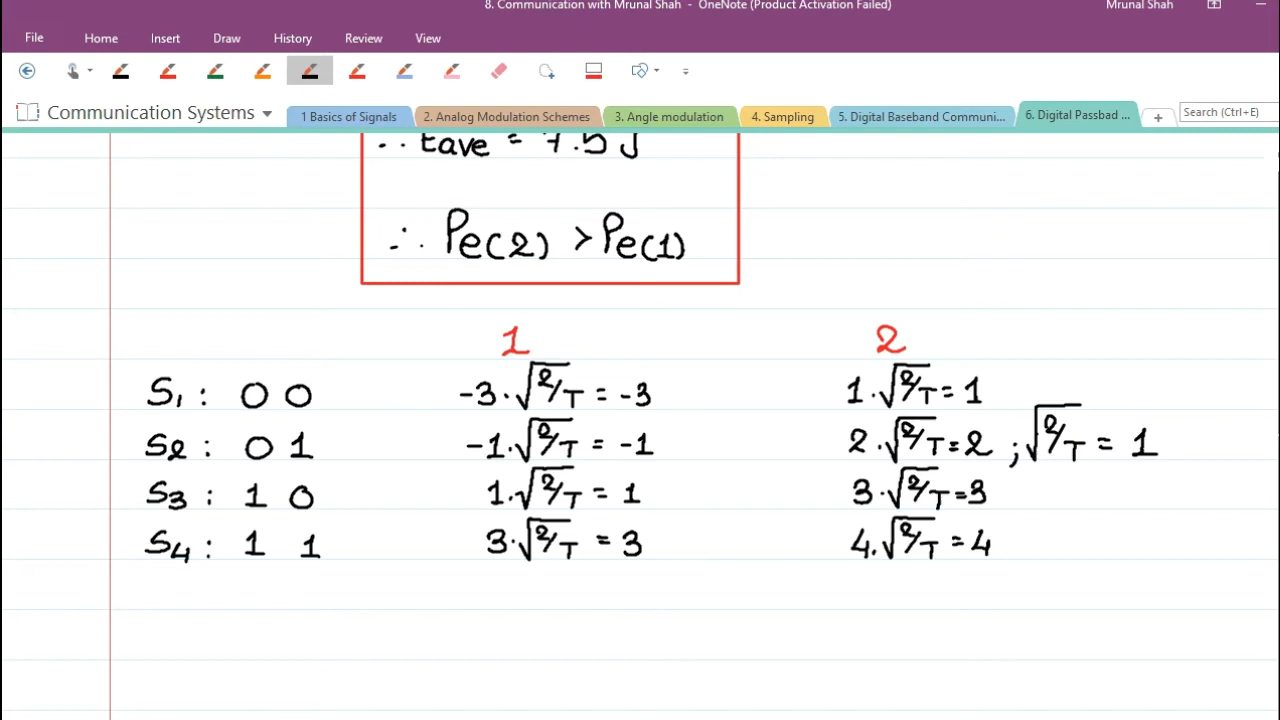 8. Communication with Mrunal Shah - OneNote (Product Activation Failed) Mrunal Shah
File Home Insert Draw History Review View
Communication Systems 1 Basics of Signals 2. Analog Modulation Schemes 3. Angle modulation 4. Sampling 5. Digital Baseband Communi... 6. Digital Passbad ... + Search (Ctrl+E)
∴ Eave = 7.5 J
∴ Pe(2) > Pe(1)
1 2
S1 : 0 0 -3·√2/T = -3 1·√2/T = 1
S2 : 0 1 -1·√2/T = -1 2·√2/T = 2 ; √2/T = 1
S3 : 1 0 1·√2/T = 1 3·√2/T = 3
S4 : 1 1 3·√2/T = 3 4·√2/T = 4